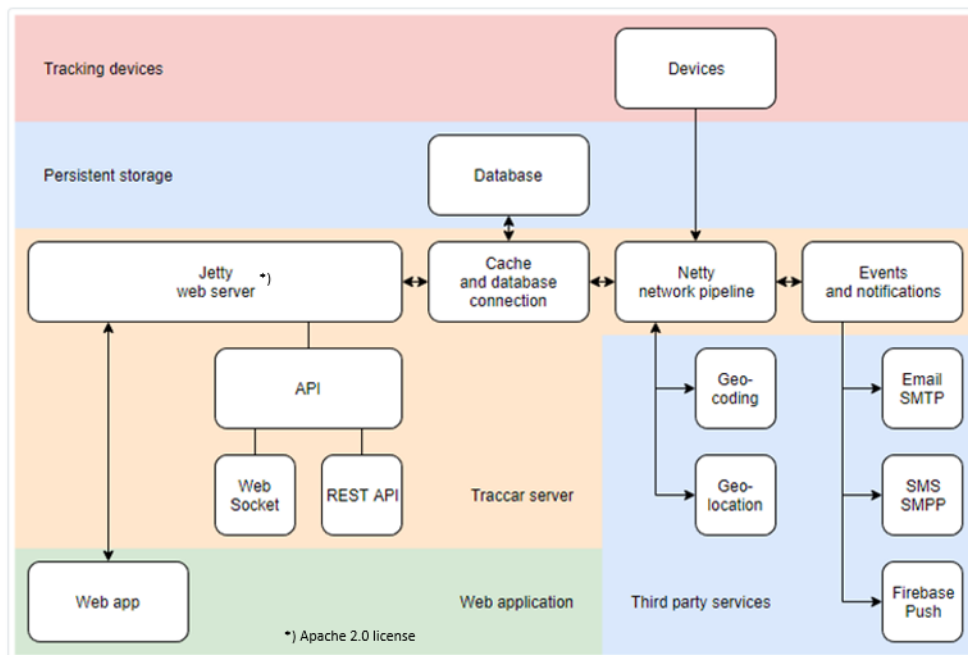 Tracking devices
Devices
Persistent storage
Database
Jetty
web server *)
Cache
and database
connection
Netty
network pipeline
Events
and notifications
API
Geo-
coding
Email
SMTP
Web
Socket
REST API
Traccar server
Geo-
location
SMS
SMPP
Web app
Web application
Third party services
Firebase
Push
*) Apache 2.0 license